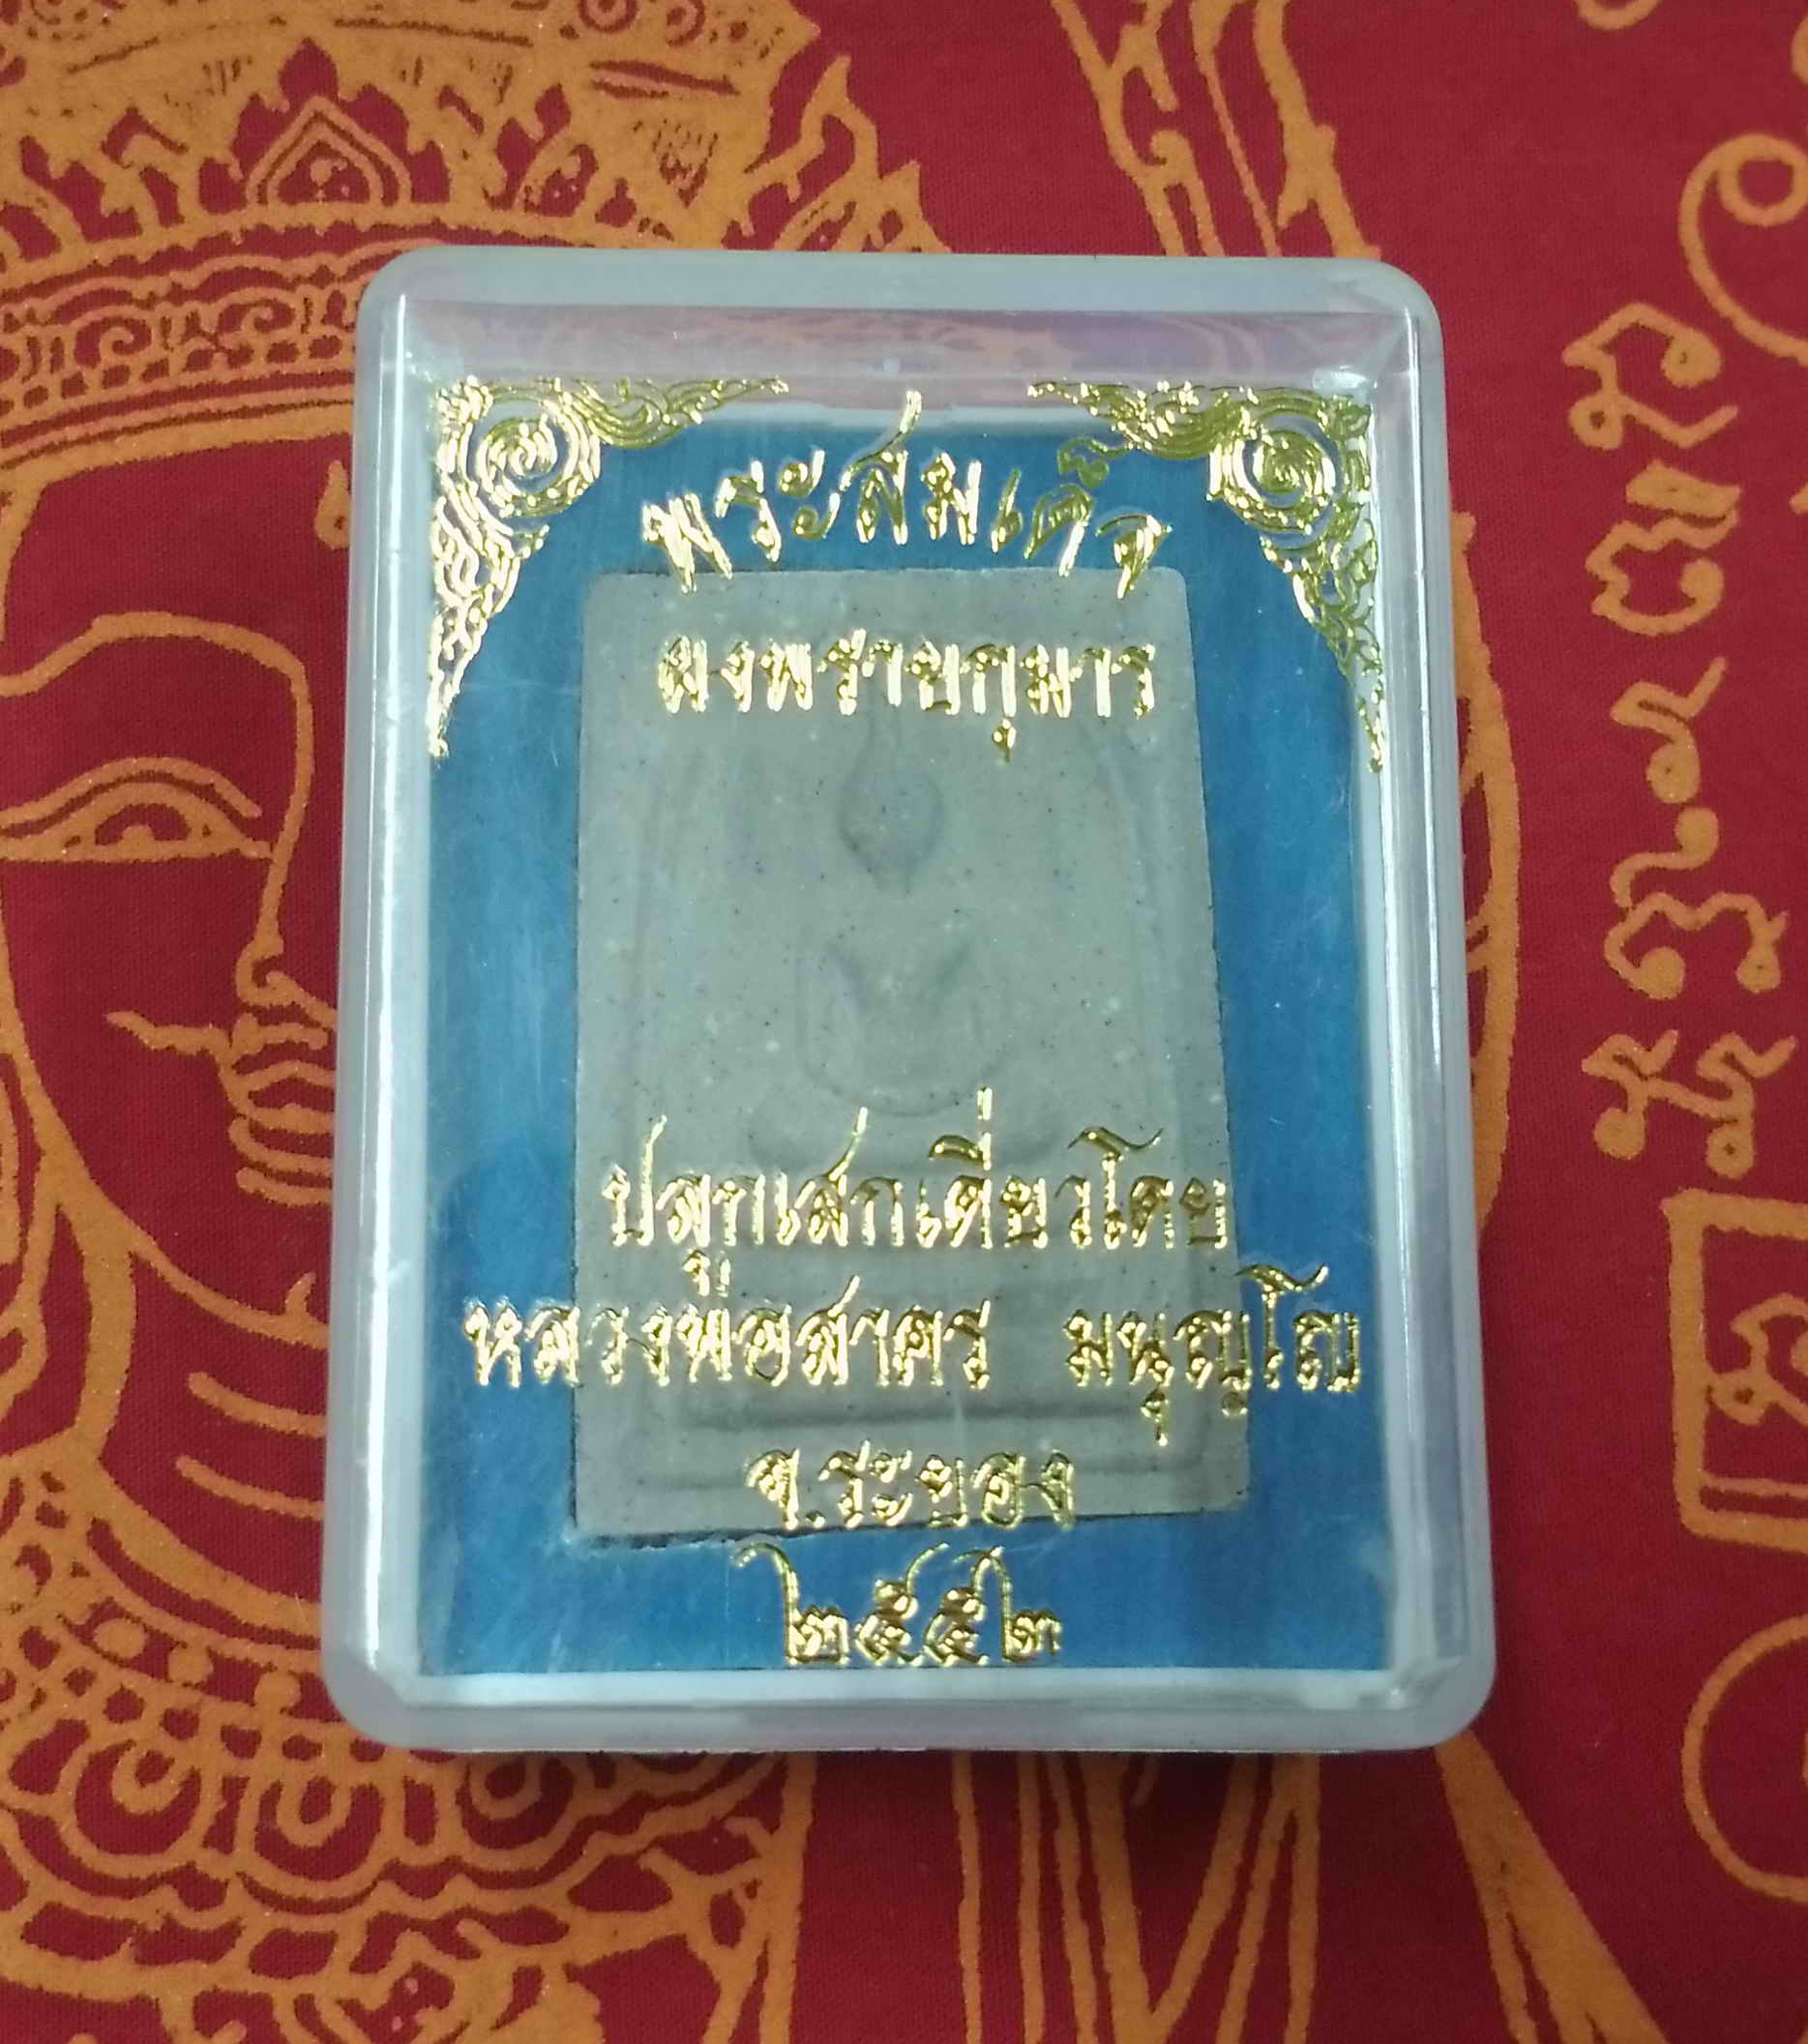 พระสมเด็จ
ผงพรายกุมาร
ปลุกเสกเดี่ยวโดย
หลวงพ่อสาคร มนุญฺโญ
จ.ระยอง
๒๕๕๒